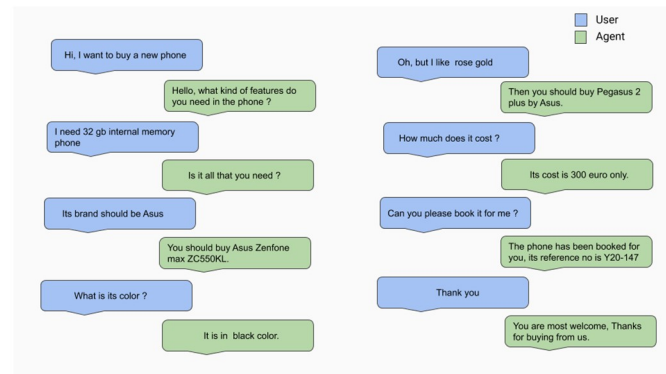 User
Agent
Hi, I want to buy a new phone
Hello, what kind of features do
you need in the phone ?
I need 32 gb internal memory
phone
Is it all that you need ?
Its brand should be Asus
You should buy Asus Zenfone
max ZC550KL.
What is its color ?
It is in black color.
Oh, but I like rose gold
Then you should buy Pegasus 2
plus by Asus.
How much does it cost ?
Its cost is 300 euro only.
Can you please book it for me ?
The phone has been booked for
you, its reference no is Y20-147
Thank you
You are most welcome, Thanks
for buying from us.